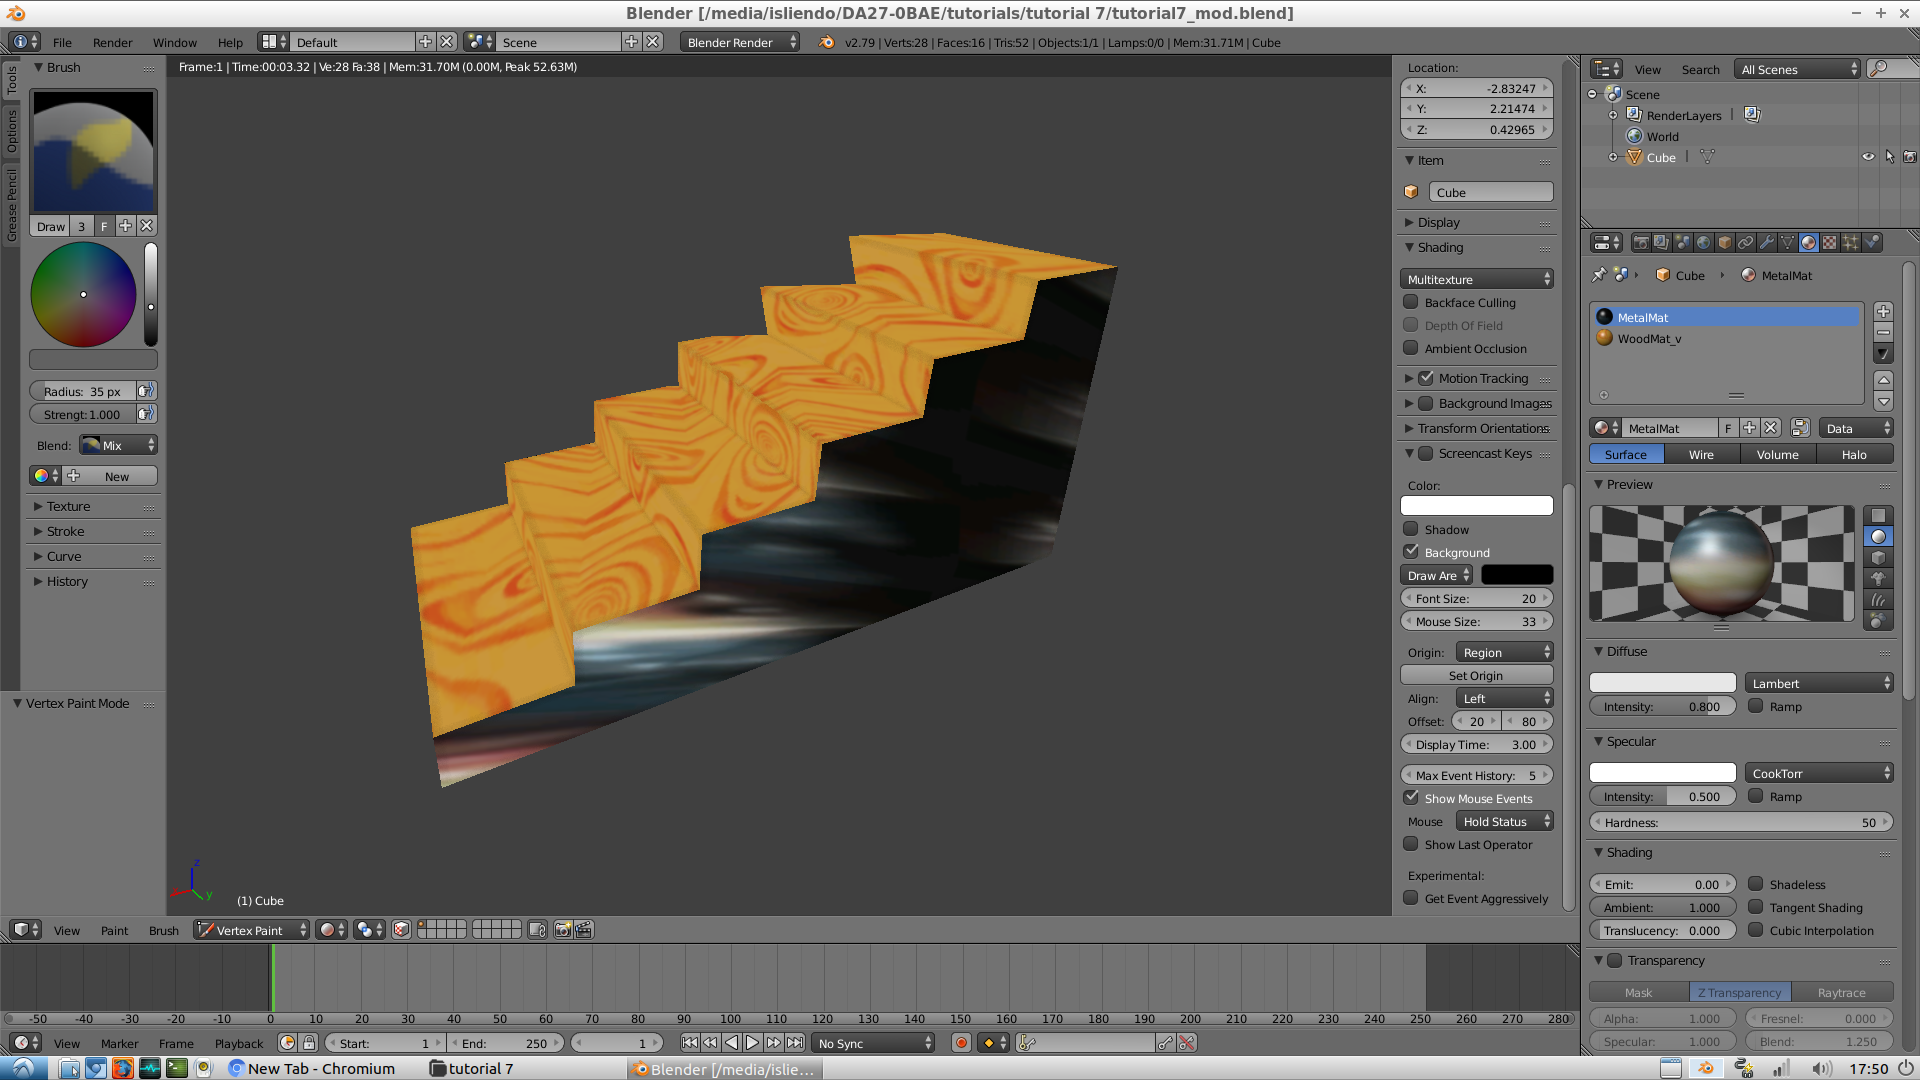 Blender [/media/isliendo/DA27-0BAE/tutorials/tutorial 7/tutorial7_mod.blend]
File Render Window Help Default Scene Blender Render v2.79 | Verts:28 | Faces:16 | Tris:52 | Objects:1/1 | Lamps:0/0 | Mem:31.71M | Cube
Frame:1 | Time:00:03.32 | Ve:28 Fa:38 | Mem:31.70M (0.00M, Peak 52.63M)
Tools
Options
Grease Pencil
Brush
Draw 3 F
Radius: 35 px
Strengt: 1.000
Blend: Mix
New
Texture
Stroke
Curve
History
Vertex Paint Mode
z
y
(1) Cube
Location:
X: -2.83247
Y: 2.21474
Z: 0.42965
Item
Cube
Display
Shading
Multitexture
Backface Culling
Depth Of Field
Ambient Occlusion
Motion Tracking
Background Images
Transform Orientations
Screencast Keys
Color:
Shadow
Background
Draw Are
Font Size: 20
Mouse Size: 33
Origin: Region
Set Origin
Align: Left
Offset: 20 80
Display Time: 3.00
Max Event History: 5
Show Mouse Events
Mouse Hold Status
Show Last Operator
Experimental:
Get Event Aggressively
View Search All Scenes
Scene
RenderLayers |
World
Cube |
Cube MetalMat
MetalMat
WoodMat_v
MetalMat F Data
Surface Wire Volume Halo
Preview
Diffuse
Lambert
Intensity: 0.800 Ramp
Specular
CookTorr
Intensity: 0.500 Ramp
Hardness: 50
Shading
Emit: 0.00 Shadeless
Ambient: 1.000 Tangent Shading
Translucency: 0.000 Cubic Interpolation
Transparency
Mask Z Transparency Raytrace
Alpha: 1.000 Fresnel: 0.000
Specular: 1.000 Blend: 1.250
View Paint Brush Vertex Paint
-50 -40 -30 -20 -10 0 10 20 30 40 50 60 70 80 90 100 110 120 130 140 150 160 170 180 190 200 210 220 230 240 250 260 270 280
View Marker Frame Playback Start: 1 End: 250 1 No Sync
New Tab - Chromium tutorial 7 Blender [/media/islie... 17:50